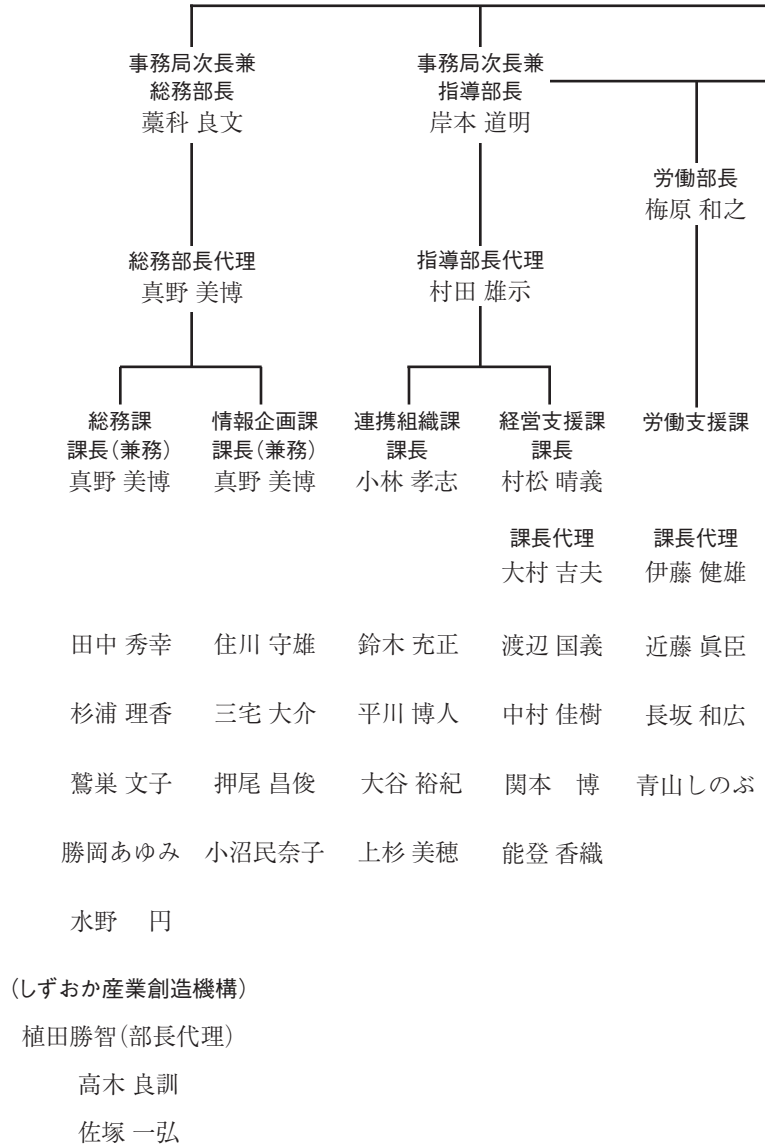 事務局次長兼
総務部長
藁科 良文
事務局次長兼
指導部長
岸本 道明
労働部長
梅原 和之
総務部長代理
真野 美博
指導部長代理
村田 雄示
総務課
課長（兼務）
真野 美博
情報企画課
課長（兼務）
真野 美博
連携組織課
課長
小林 孝志
経営支援課
課長
村松 晴義
労働支援課
課長代理
大村 吉夫
課長代理
伊藤 健雄
田中 秀幸 住川 守雄 鈴木 充正 渡辺 国義 近藤 眞臣
杉浦 理香 三宅 大介 平川 博人 中村 佳樹 長坂 和広
鷲巣 文子 押尾 昌俊 大谷 裕紀 関本　博 青山しのぶ
勝岡あゆみ 小沼民奈子 上杉 美穂 能登 香織
水野　円
（しずおか産業創造機構）
植田勝智（部長代理）
高木 良訓
佐塚 一弘